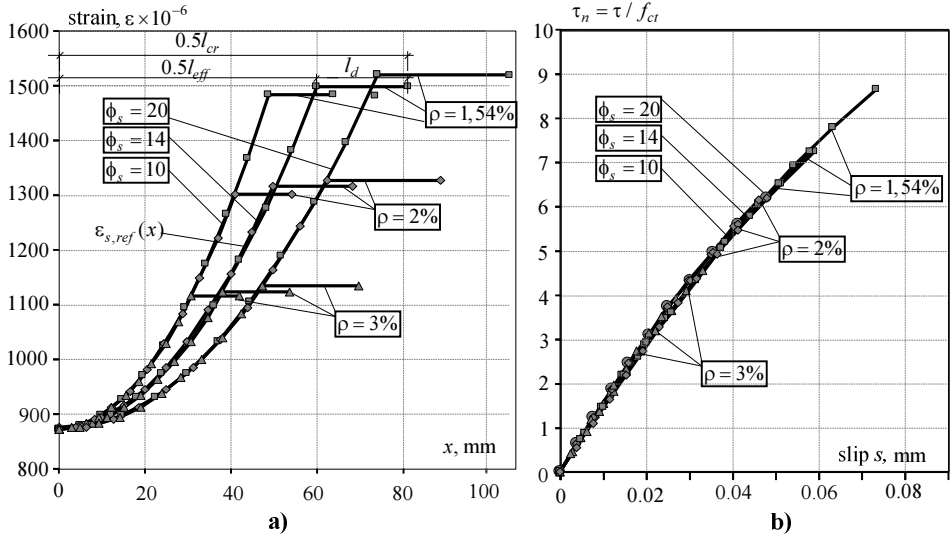 strain, ε×10⁻⁶
1600
1500
1400
1300
1200
1100
1000
900
800
0.5l_cr
0.5l_eff
l_d
ϕ_s = 20
ϕ_s = 14
ϕ_s = 10
ε_s,ref(x)
ρ = 1,54%
ρ = 2%
ρ = 3%
x, mm
0 20 40 60 80 100
a)
τ_n = τ / f_ct
10
9
8
7
6
5
4
3
2
1
0
ϕ_s = 20
ϕ_s = 14
ϕ_s = 10
ρ = 1,54%
ρ = 2%
ρ = 3%
slip s, mm
0 0.02 0.04 0.06 0.08
b)